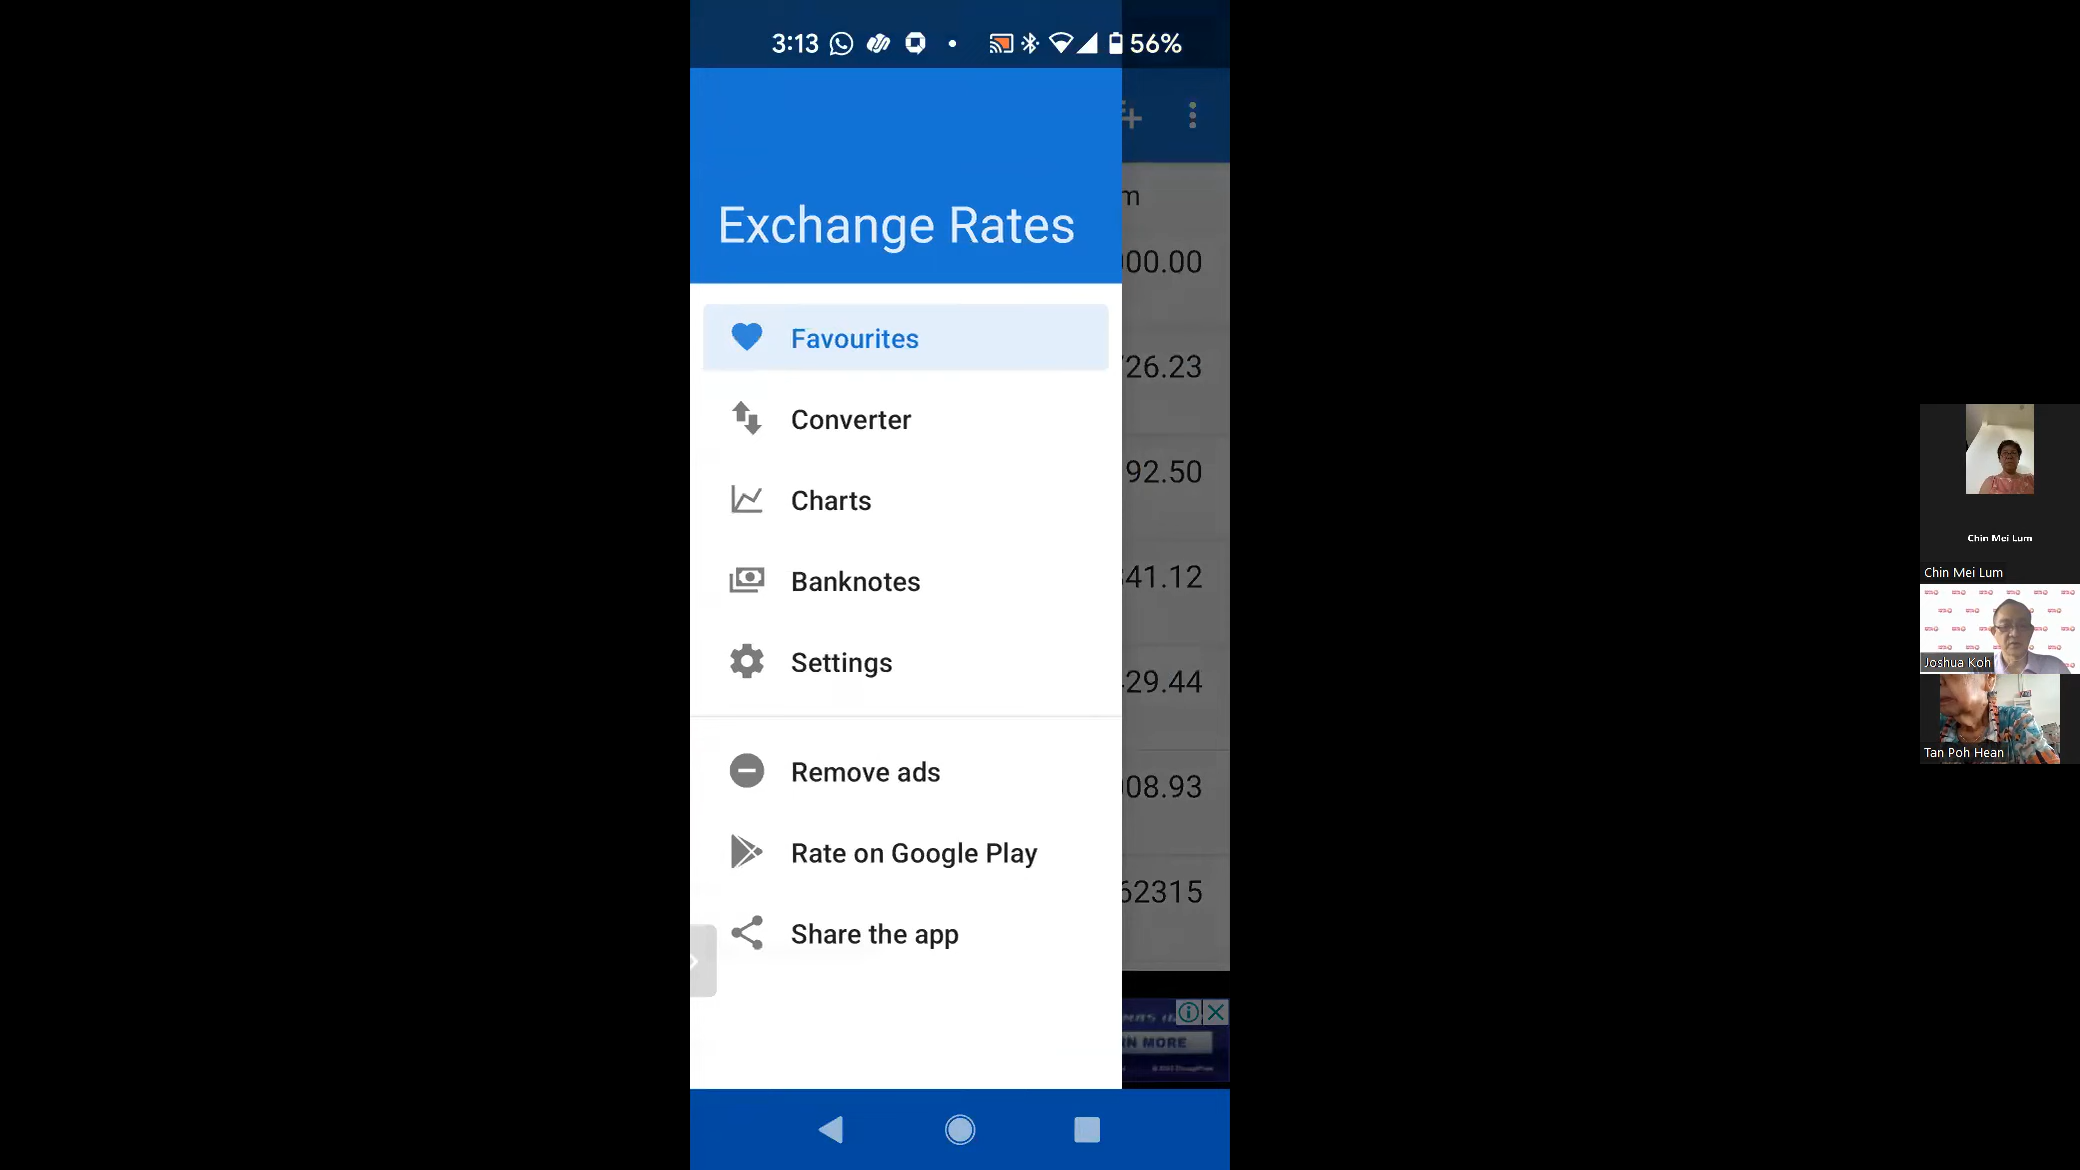 3:13
56%
Exchange Rates
Favourites
Converter
Charts
Banknotes
Settings
Remove ads
Rate on Google Play
Share the app
m
00.00
26.23
92.50
41.12
29.44
08.93
62315
MORE
Chin Mei Lum
Chin Mei Lum
Joshua Koh
Tan Poh Hean